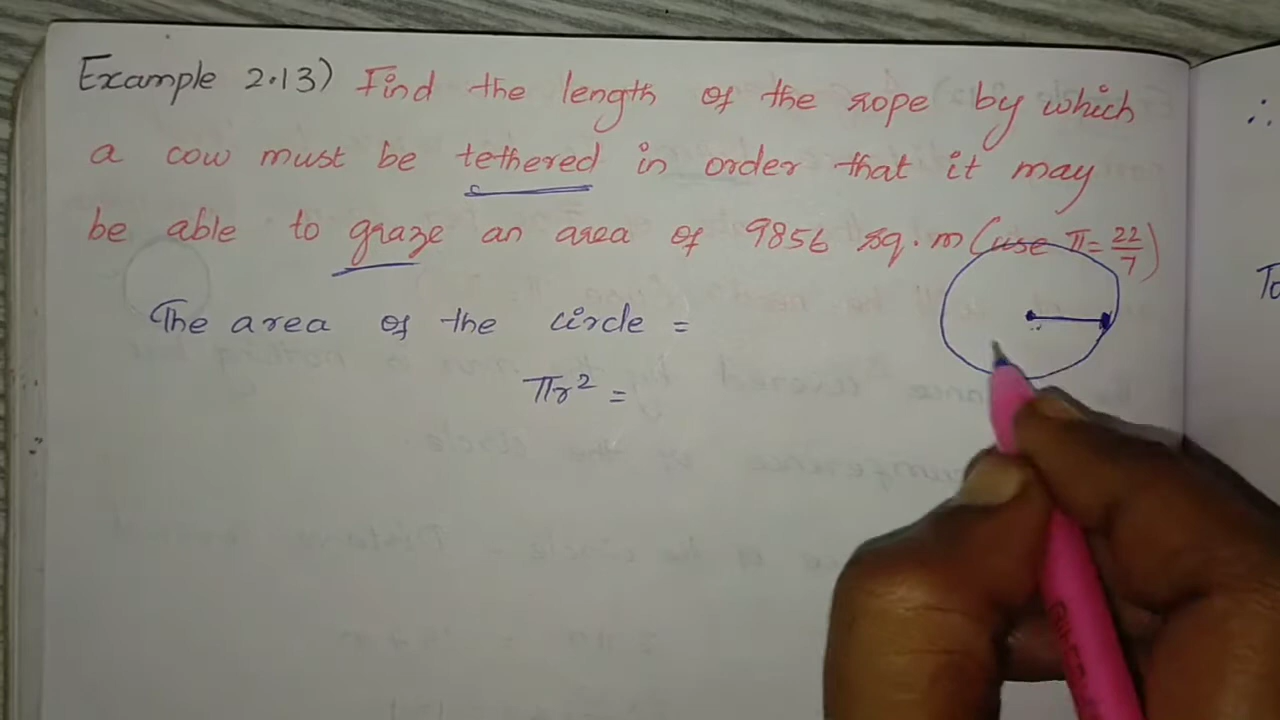 Example 2.13) Find the length of the rope by which
a cow must be tethered in order that it may
be able to graze an area of 9856 sq.m (use π = 22/7)
The area of the circle =
πr² =
∴
To